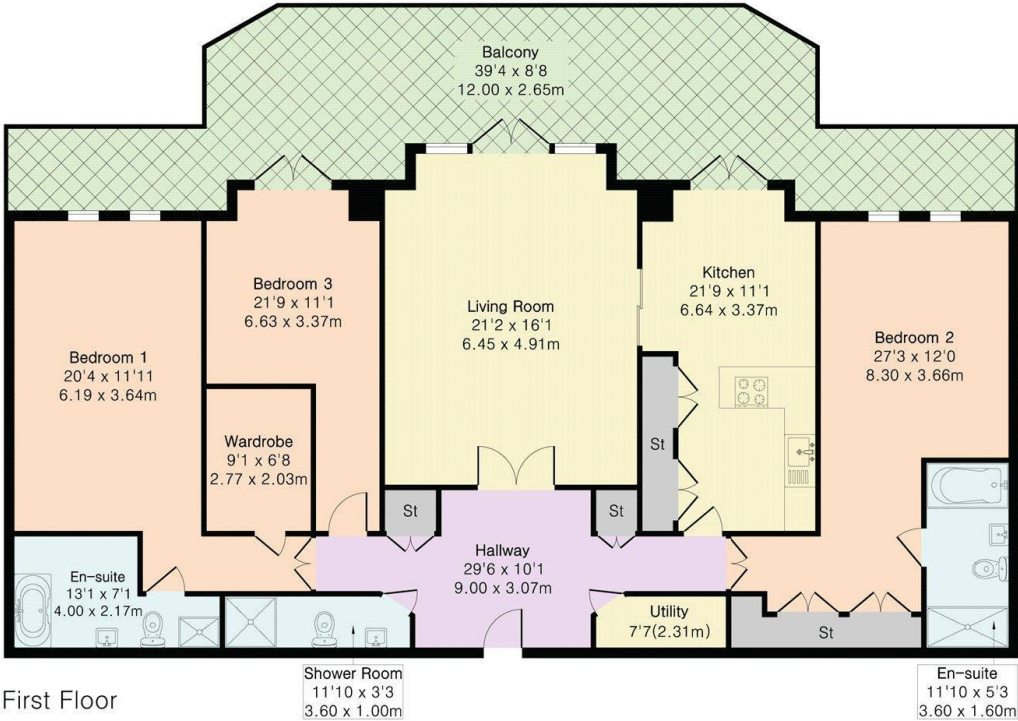 Balcony
39'4 x 8'8
12.00 x 2.65m
Bedroom 3
21'9 x 11'1
6.63 x 3.37m
Kitchen
21'9 x 11'1
6.64 x 3.37m
Living Room
21'2 x 16'1
6.45 x 4.91m
Bedroom 2
27'3 x 12'0
8.30 x 3.66m
Bedroom 1
20'4 x 11'11
6.19 x 3.64m
Wardrobe
9'1 x 6'8
2.77 x 2.03m
St
St
St
Hallway
29'6 x 10'1
9.00 x 3.07m
En-suite
13'1 x 7'1
4.00 x 2.17m
Utility
7'7(2.31m)
St
First Floor
Shower Room
11'10 x 3'3
3.60 x 1.00m
En-suite
11'10 x 5'3
3.60 x 1.60m